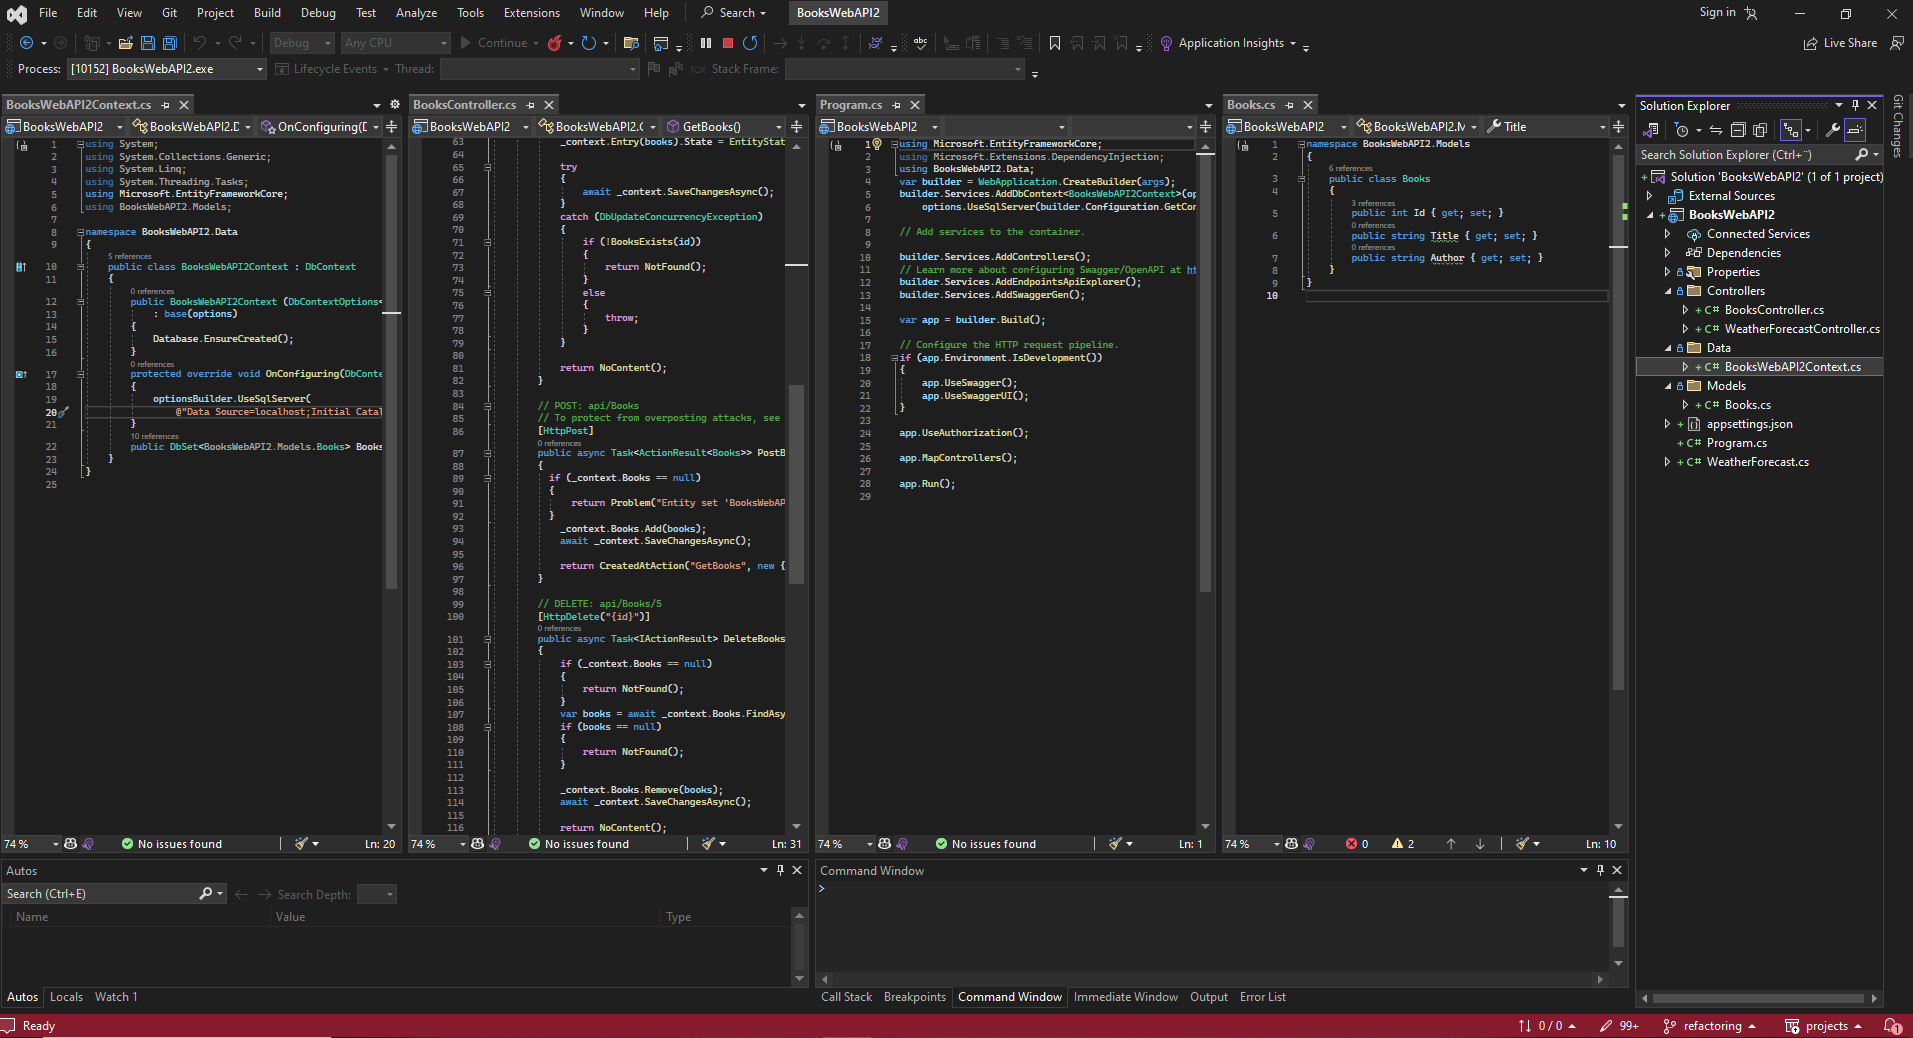 File Edit View Git Project Build Debug Test Analyze Tools Extensions Window Help Search BooksWebAPI2 Sign in
Debug Any CPU Continue Application Insights Live Share
Process: [10152] BooksWebAPI2.exe Lifecycle Events Thread: Stack Frame:
BooksWebAPI2Context.cs
BooksWebAPI2 BooksWebAPI2.D OnConfiguring(D
1 using System;
2 using System.Collections.Generic;
3 using System.Linq;
4 using System.Threading.Tasks;
5 using Microsoft.EntityFrameworkCore;
6 using BooksWebAPI2.Models;
7
8 namespace BooksWebAPI2.Data
9 {
5 references
10 public class BooksWebAPI2Context : DbContext
11 {
0 references
12 public BooksWebAPI2Context (DbContextOptions<
13 : base(options)
14 {
15 Database.EnsureCreated();
16 }
0 references
17 protected override void OnConfiguring(DbConte
18 {
19 optionsBuilder.UseSqlServer(
20 @"Data Source=localhost;Initial Catal
21 }
10 references
22 public DbSet<BooksWebAPI2.Models.Books> Books
23 }
24 }
25
74 % No issues found Ln: 20
BooksController.cs
BooksWebAPI2 BooksWebAPI2.C GetBooks()
63 _context.Entry(books).State = EntityStat
64
65 try
66 {
67 await _context.SaveChangesAsync();
68 }
69 catch (DbUpdateConcurrencyException)
70 {
71 if (!BooksExists(id))
72 {
73 return NotFound();
74 }
75 else
76 {
77 throw;
78 }
79 }
80
81 return NoContent();
82 }
83
84 // POST: api/Books
85 // To protect from overposting attacks, see
86 [HttpPost]
0 references
87 public async Task<ActionResult<Books>> PostB
88 {
89 if (_context.Books == null)
90 {
91 return Problem("Entity set 'BooksWebAP
92 }
93 _context.Books.Add(books);
94 await _context.SaveChangesAsync();
95
96 return CreatedAtAction("GetBooks", new {
97 }
98
99 // DELETE: api/Books/5
100 [HttpDelete("{id}")]
0 references
101 public async Task<IActionResult> DeleteBooks
102 {
103 if (_context.Books == null)
104 {
105 return NotFound();
106 }
107 var books = await _context.Books.FindAsy
108 if (books == null)
109 {
110 return NotFound();
111 }
112
113 _context.Books.Remove(books);
114 await _context.SaveChangesAsync();
115
116 return NoContent();
74 % No issues found Ln: 31
Program.cs
BooksWebAPI2
1 using Microsoft.EntityFrameworkCore;
2 using Microsoft.Extensions.DependencyInjection;
3 using BooksWebAPI2.Data;
4 var builder = WebApplication.CreateBuilder(args);
5 builder.Services.AddDbContext<BooksWebAPI2Context>(op
6 options.UseSqlServer(builder.Configuration.GetCon
7
8 // Add services to the container.
9
10 builder.Services.AddControllers();
11 // Learn more about configuring Swagger/OpenAPI at ht
12 builder.Services.AddEndpointsApiExplorer();
13 builder.Services.AddSwaggerGen();
14
15 var app = builder.Build();
16
17 // Configure the HTTP request pipeline.
18 if (app.Environment.IsDevelopment())
19 {
20 app.UseSwagger();
21 app.UseSwaggerUI();
22 }
23
24 app.UseAuthorization();
25
26 app.MapControllers();
27
28 app.Run();
29
74 % No issues found Ln: 1
Books.cs
BooksWebAPI2 BooksWebAPI2.M Title
1 namespace BooksWebAPI2.Models
2 {
6 references
3 public class Books
4 {
3 references
5 public int Id { get; set; }
0 references
6 public string Title { get; set; }
0 references
7 public string Author { get; set; }
8 }
9 }
10
74 % 0 2 Ln: 10
Solution Explorer
Search Solution Explorer (Ctrl+¨)
Solution 'BooksWebAPI2' (1 of 1 project)
External Sources
BooksWebAPI2
Connected Services
Dependencies
Properties
Controllers
C# BooksController.cs
C# WeatherForecastController.cs
Data
C# BooksWebAPI2Context.cs
Models
C# Books.cs
appsettings.json
C# Program.cs
C# WeatherForecast.cs
Git Changes
Autos
Search (Ctrl+E) Search Depth:
Name Value Type
Autos Locals Watch 1
Command Window
>
Call Stack Breakpoints Command Window Immediate Window Output Error List
Ready 0 / 0 99+ refactoring projects 1